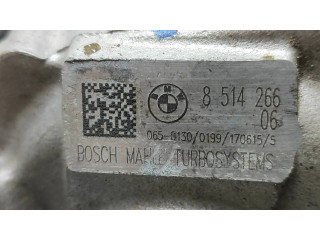 8 514 266
06
065-0130/0199/170615/5
BOSCH MAHLE TURBOSYSTEMS